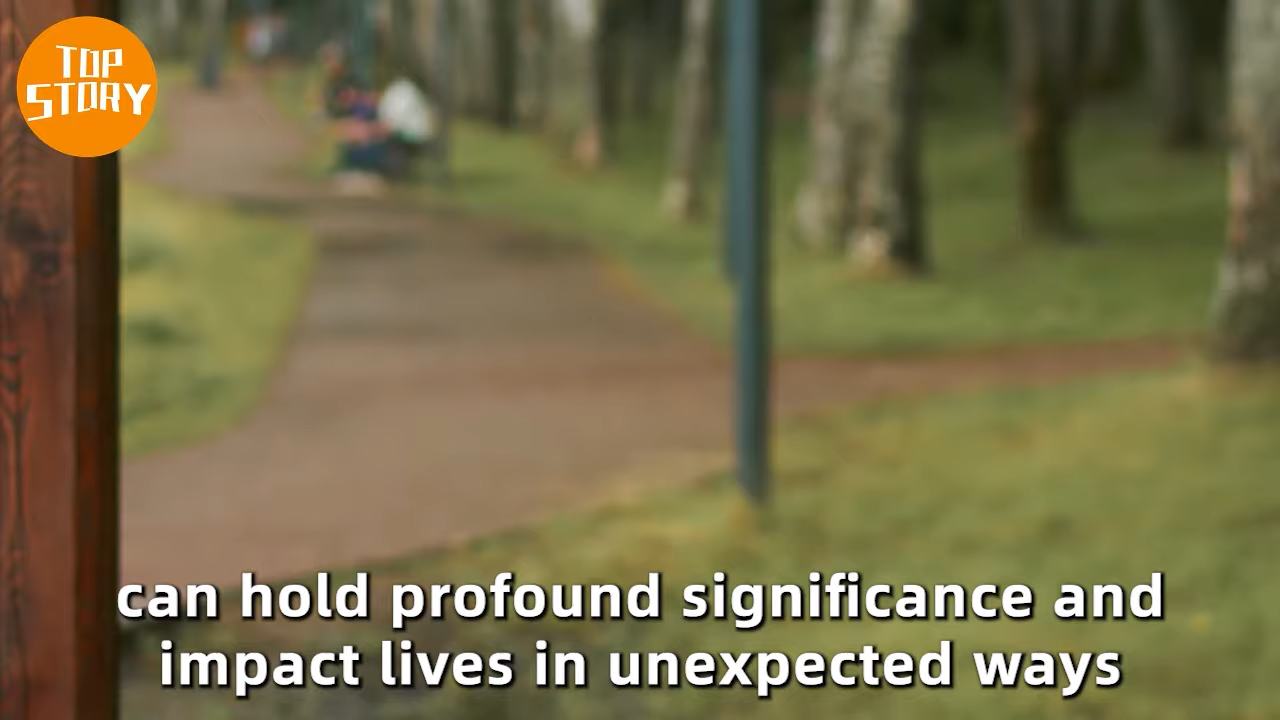 TOP
STORY
can hold profound significance and
impact lives in unexpected ways